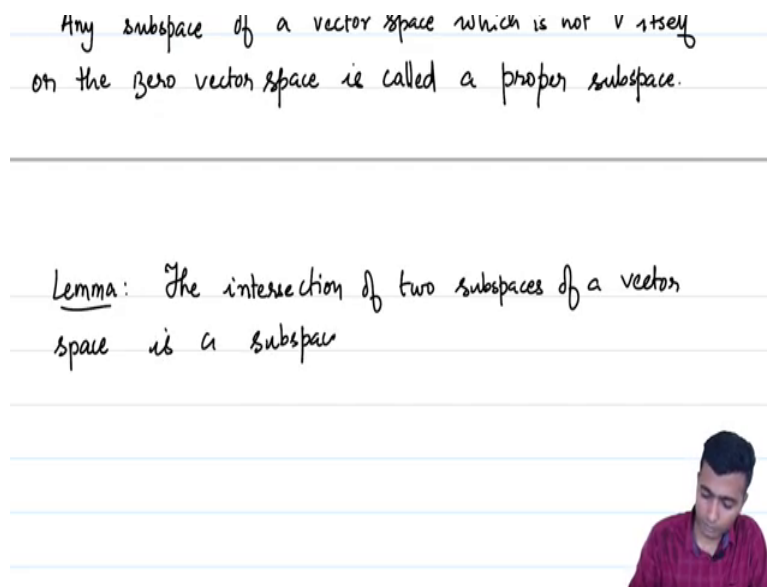 Any subspace of a vector space which is not V itself
or the zero vector space is called a proper subspace.
Lemma: The intersection of two subspaces of a vector
space is a subspac